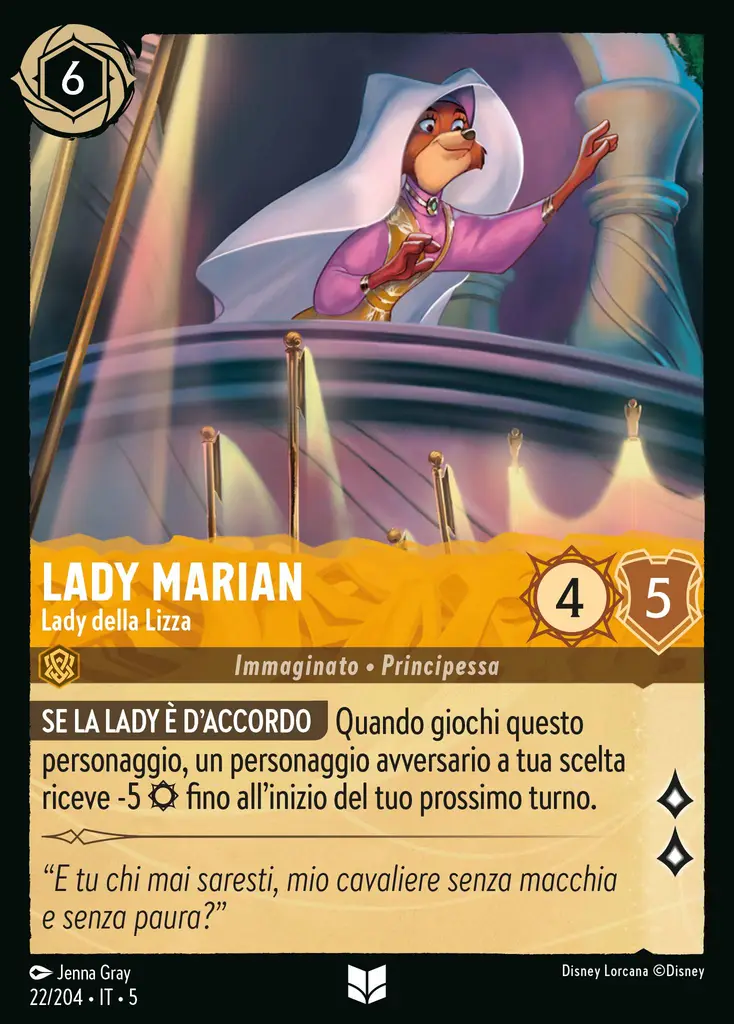 6
LADY MARIAN
Lady della Lizza
4
5
Immaginato • Principessa
SE LA LADY È D’ACCORDO Quando giochi questo
personaggio, un personaggio avversario a tua scelta
riceve -5 fino all’inizio del tuo prossimo turno.
“E tu chi mai saresti, mio cavaliere senza macchia
e senza paura?”
Jenna Gray
Disney Lorcana ©Disney
22/204 • IT • 5